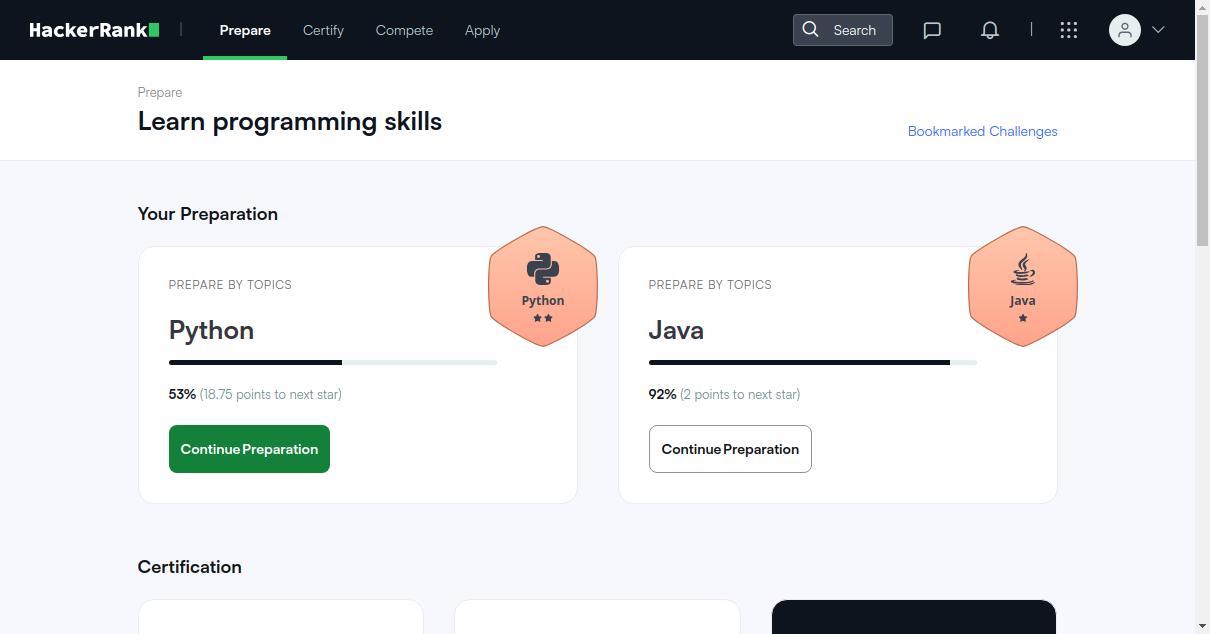 HackerRank
Prepare
Certify
Compete
Apply
Search
Prepare
Learn programming skills
Bookmarked Challenges
Your Preparation
PREPARE BY TOPICS
Python
Python
53% (18.75 points to next star)
Continue Preparation
PREPARE BY TOPICS
Java
Java
92% (2 points to next star)
Continue Preparation
Certification